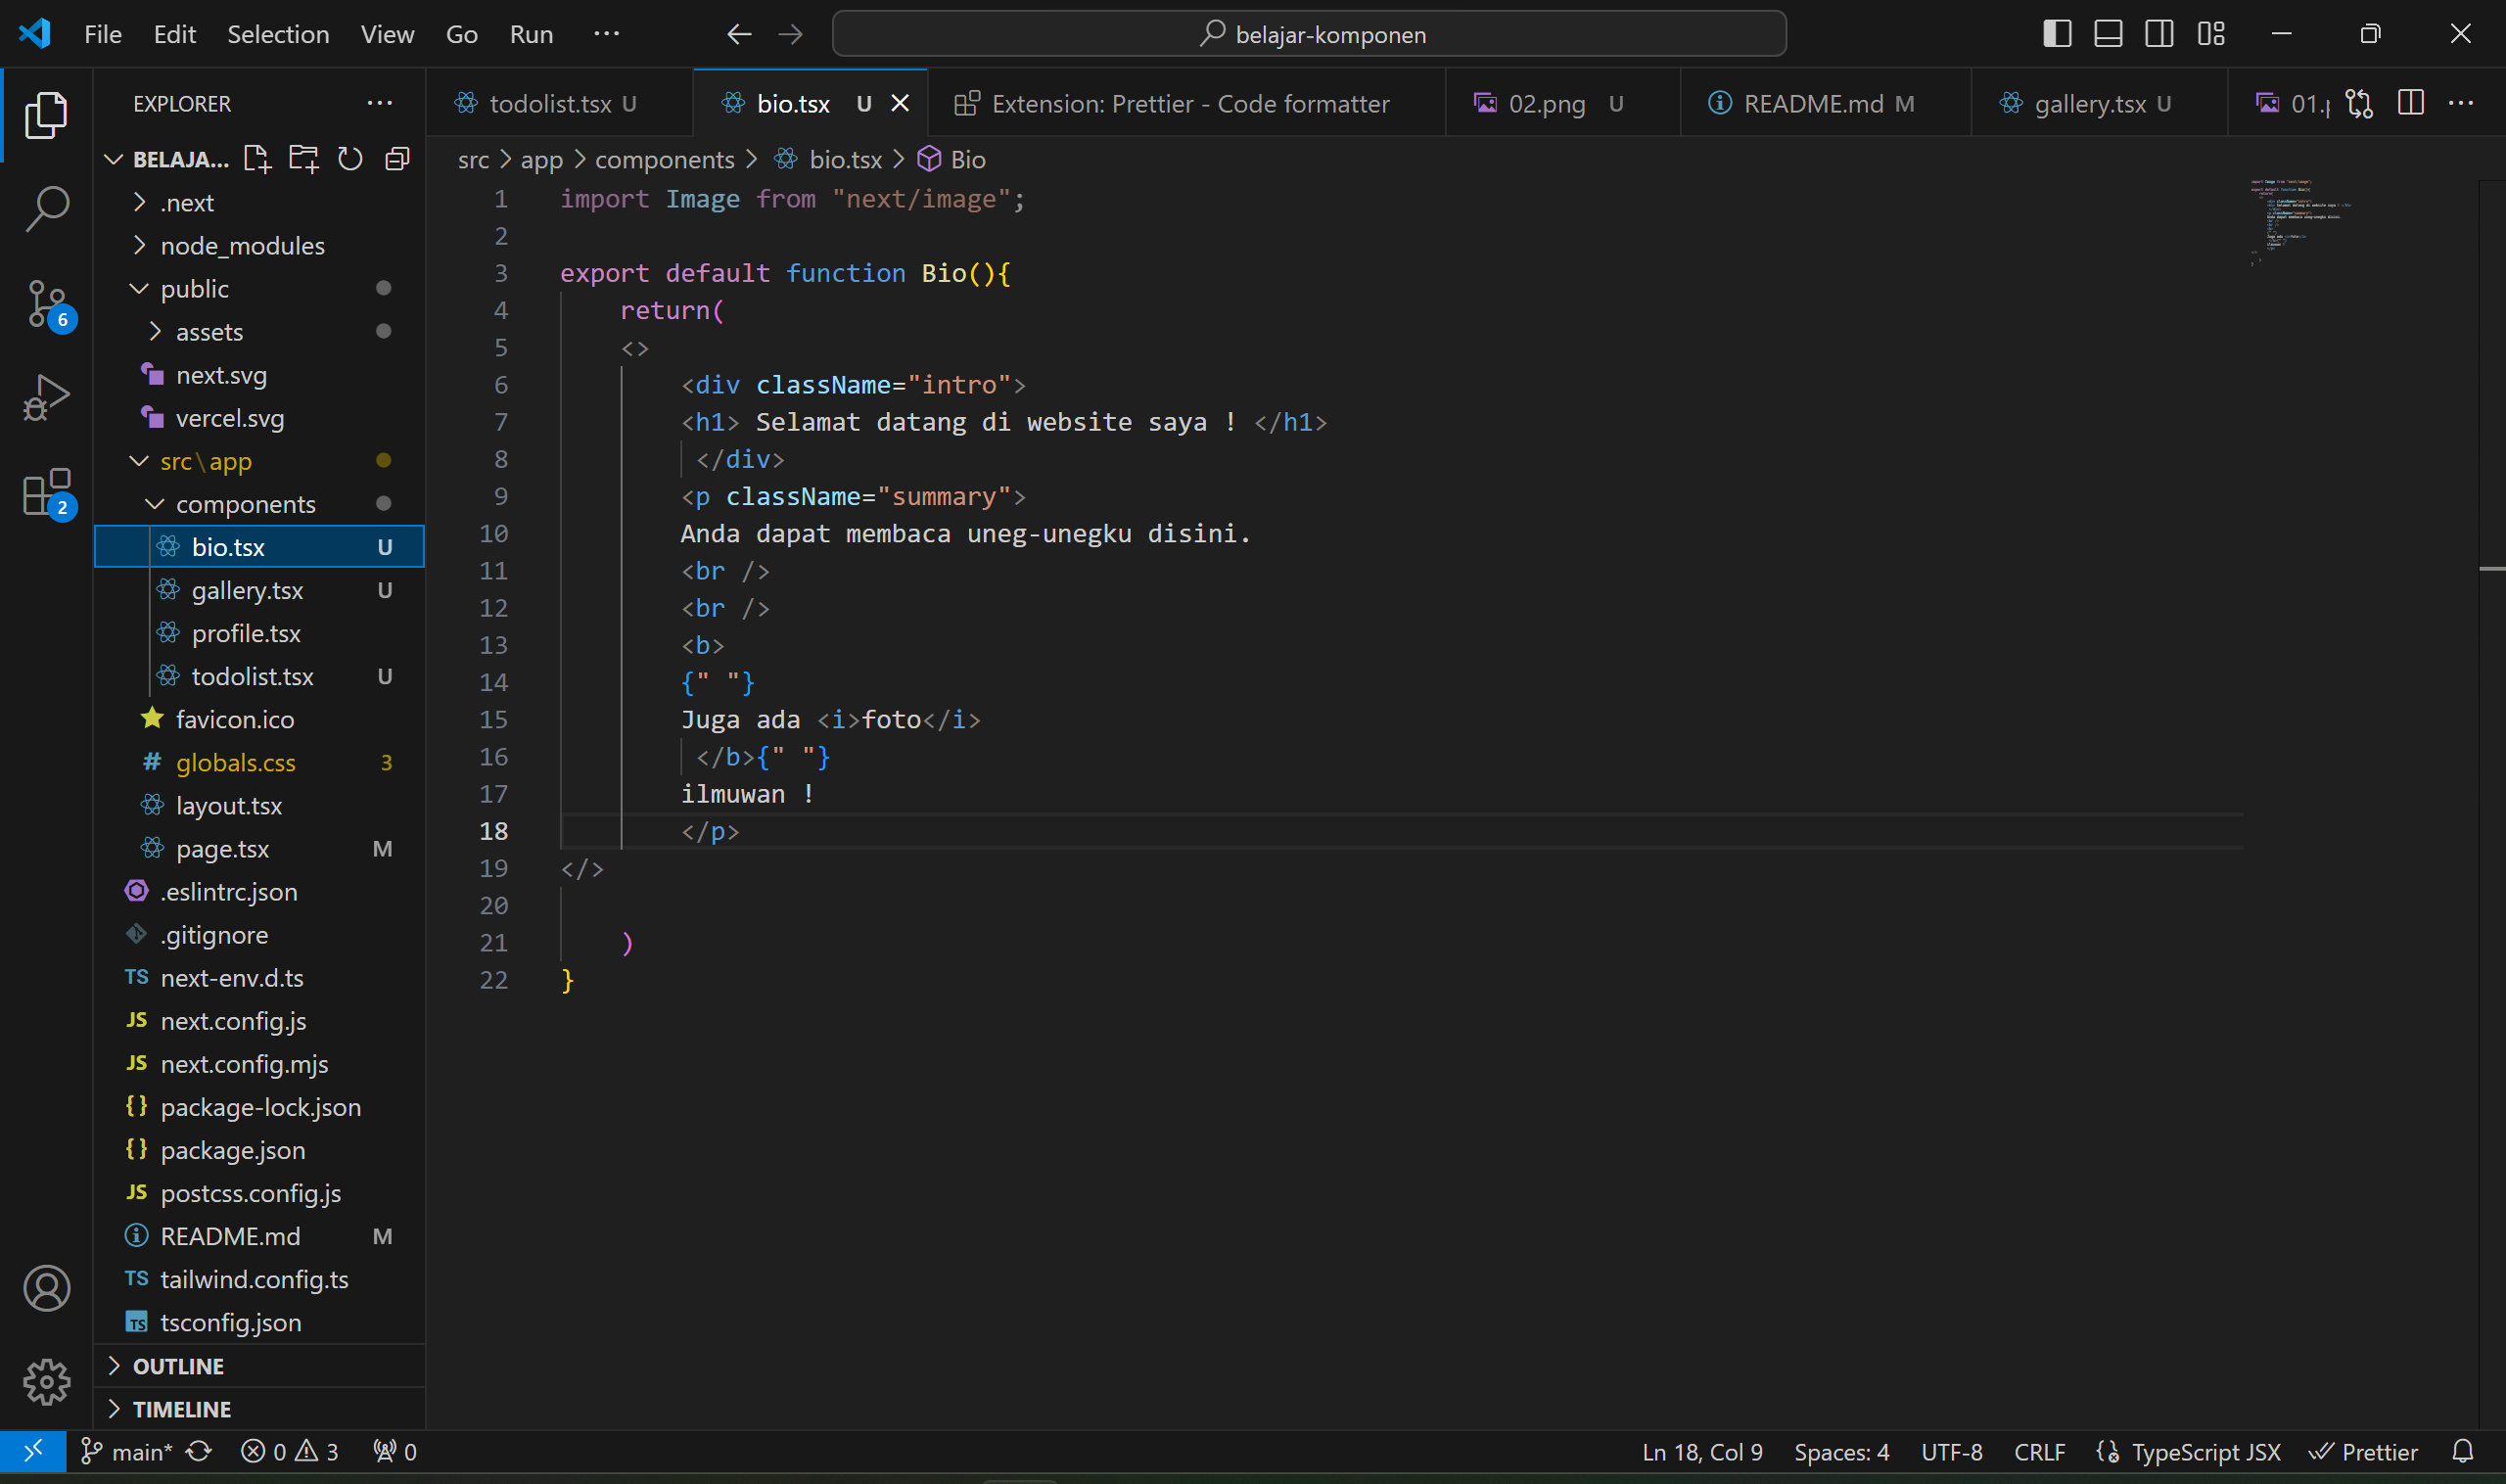 File Edit Selection View Go Run ··· belajar-komponen
EXPLORER ···
BELAJA...
.next
node_modules
public
assets
next.svg
vercel.svg
src\app
components
bio.tsx U
gallery.tsx U
profile.tsx
todolist.tsx U
favicon.ico
# globals.css 3
layout.tsx
page.tsx M
.eslintrc.json
.gitignore
TS next-env.d.ts
JS next.config.js
JS next.config.mjs
{} package-lock.json
{} package.json
JS postcss.config.js
README.md M
TS tailwind.config.ts
TS tsconfig.json
OUTLINE
TIMELINE
6
2
todolist.tsx U bio.tsx U Extension: Prettier - Code formatter 02.png U README.md M gallery.tsx U 01.
src > app > components > bio.tsx > Bio
1 import Image from "next/image";
2
3 export default function Bio(){
4 return(
5 <>
6 <div className="intro">
7 <h1> Selamat datang di website saya ! </h1>
8 </div>
9 <p className="summary">
10 Anda dapat membaca uneg-unegku disini.
11 <br />
12 <br />
13 <b>
14 {" "}
15 Juga ada <i>foto</i>
16 </b>{" "}
17 ilmuwan !
18 </p>
19 </>
20
21 )
22 }
main* 0 3 0 Ln 18, Col 9 Spaces: 4 UTF-8 CRLF TypeScript JSX Prettier